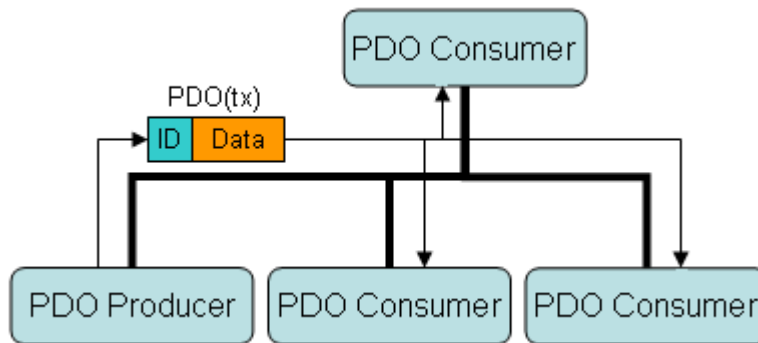 PDO Consumer
PDO(tx)
ID Data
PDO Producer
PDO Consumer
PDO Consumer